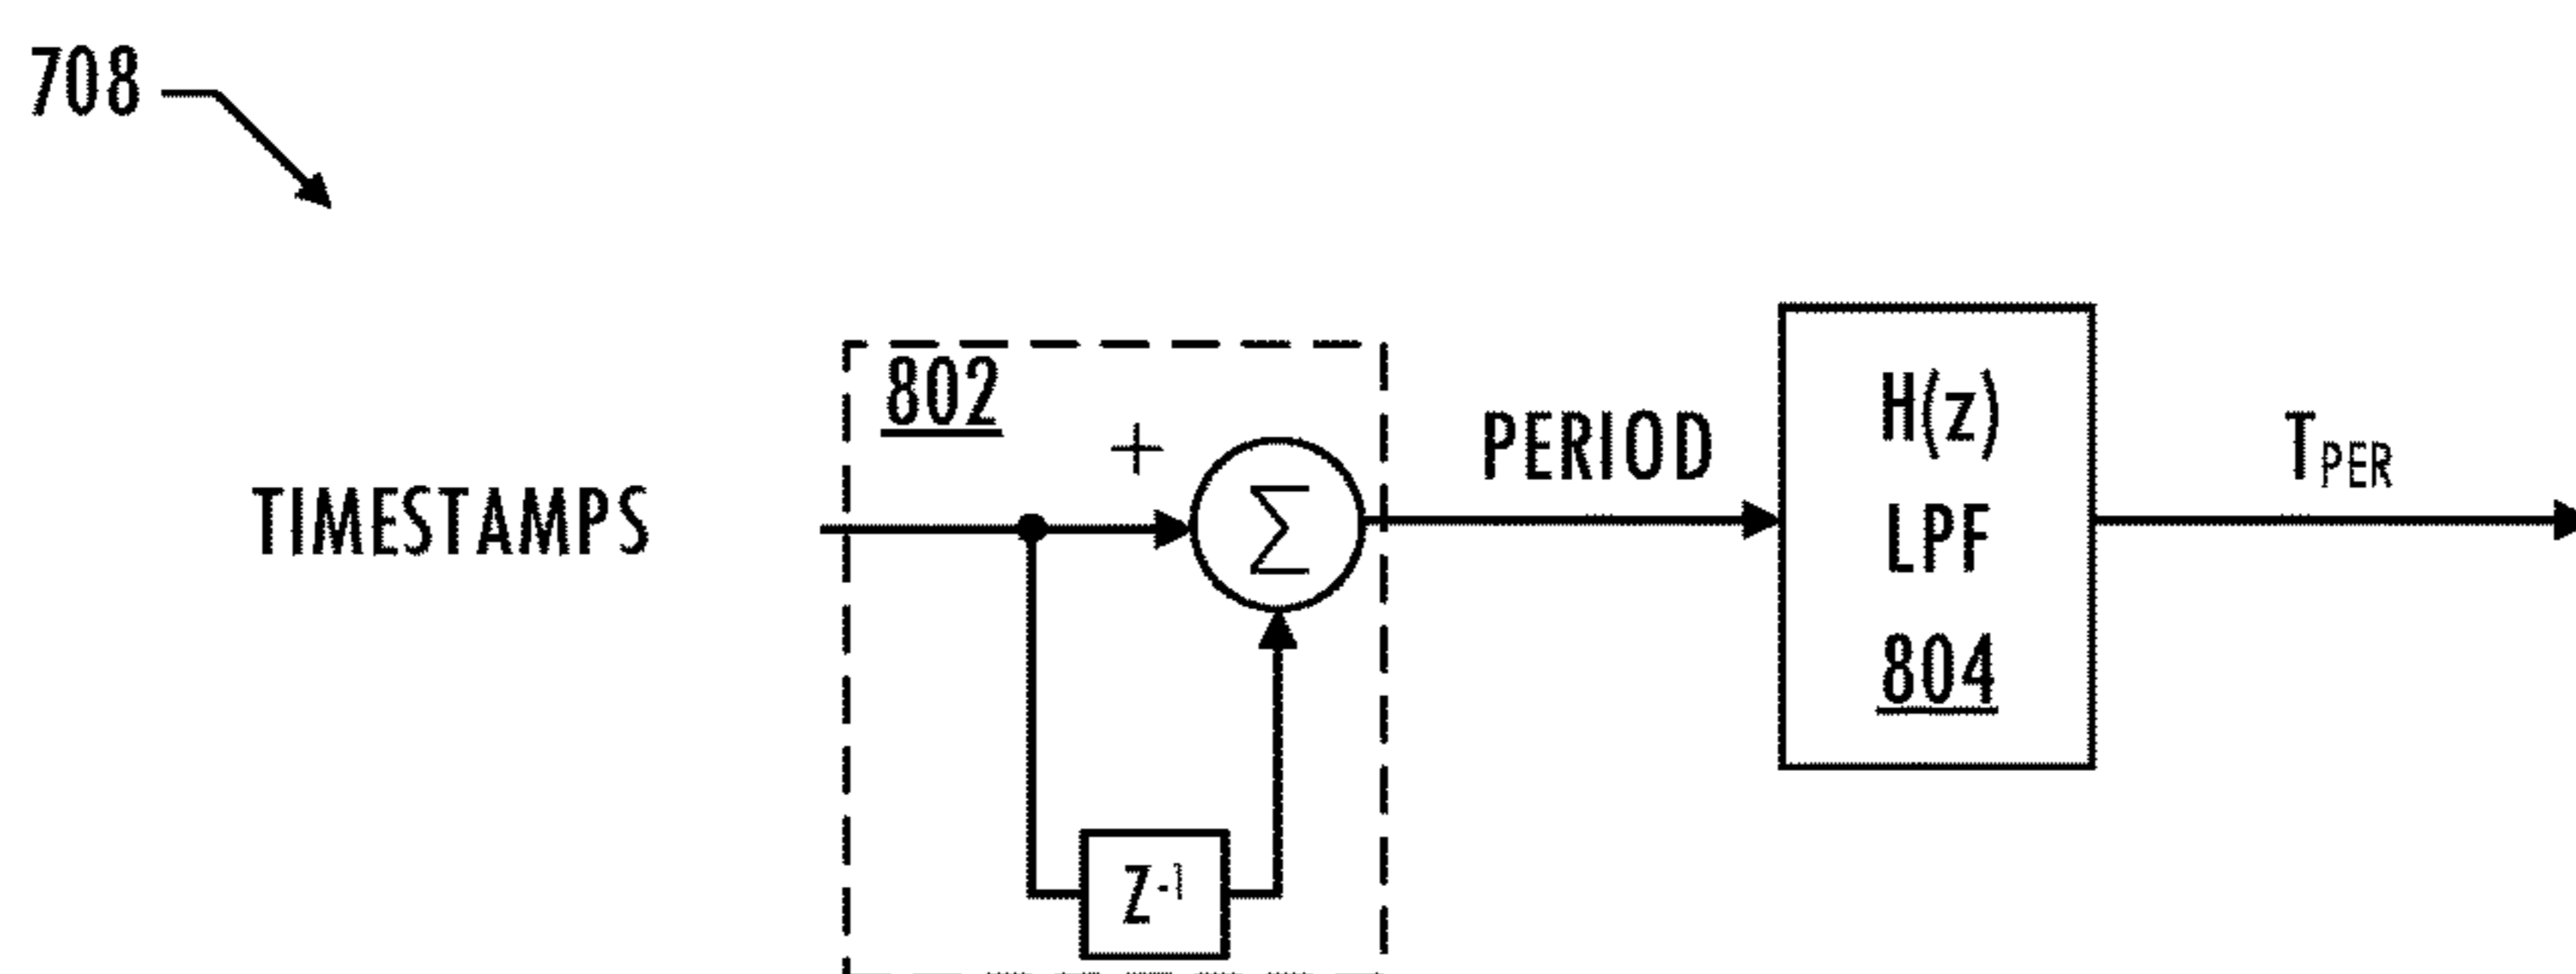 708
802
+
TIMESTAMPS
Σ
PERIOD
H(z)
LPF
804
TPER
Z-1